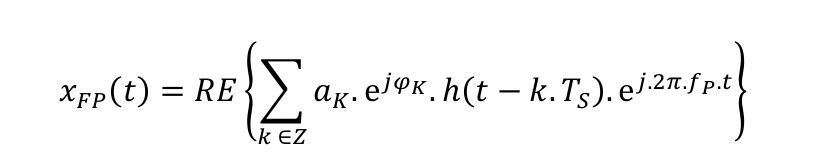 x_{FP}(t) = RE{∑_{k ∈Z} a_K. e^{jφ_K}. h(t − k. T_S). e^{j.2π.f_P.t}}